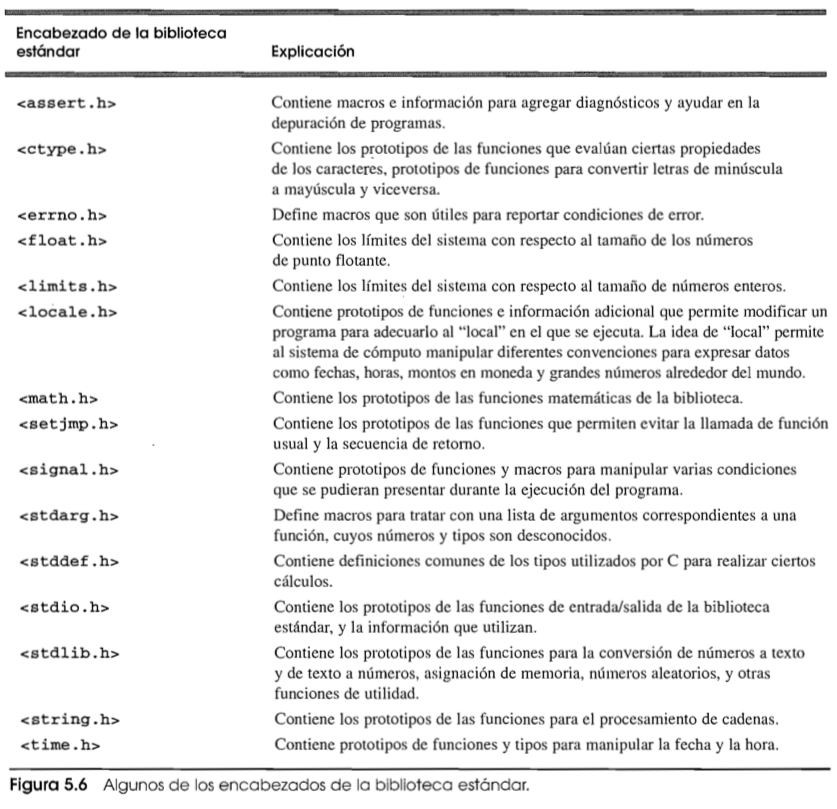 Encabezado de la biblioteca
estándar
Explicación
<assert.h>
Contiene macros e información para agregar diagnósticos y ayudar en la
depuración de programas.
<ctype.h>
Contiene los prototipos de las funciones que evalúan ciertas propiedades
de los caracteres, prototipos de funciones para convertir letras de minúscula
a mayúscula y viceversa.
<errno.h>
Define macros que son útiles para reportar condiciones de error.
<float.h>
Contiene los límites del sistema con respecto al tamaño de los números
de punto flotante.
<limits.h>
Contiene los límites del sistema con respecto al tamaño de números enteros.
<locale.h>
Contiene prototipos de funciones e información adicional que permite modificar un
programa para adecuarlo al “local” en el que se ejecuta. La idea de “local” permite
al sistema de cómputo manipular diferentes convenciones para expresar datos
como fechas, horas, montos en moneda y grandes números alrededor del mundo.
<math.h>
Contiene los prototipos de las funciones matemáticas de la biblioteca.
<setjmp.h>
Contiene los prototipos de las funciones que permiten evitar la llamada de función
usual y la secuencia de retorno.
<signal.h>
Contiene prototipos de funciones y macros para manipular varias condiciones
que se pudieran presentar durante la ejecución del programa.
<stdarg.h>
Define macros para tratar con una lista de argumentos correspondientes a una
función, cuyos números y tipos son desconocidos.
<stddef.h>
Contiene definiciones comunes de los tipos utilizados por C para realizar ciertos
cálculos.
<stdio.h>
Contiene los prototipos de las funciones de entrada/salida de la biblioteca
estándar, y la información que utilizan.
<stdlib.h>
Contiene los prototipos de las funciones para la conversión de números a texto
y de texto a números, asignación de memoria, números aleatorios, y otras
funciones de utilidad.
<string.h>
Contiene los prototipos de las funciones para el procesamiento de cadenas.
<time.h>
Contiene prototipos de funciones y tipos para manipular la fecha y la hora.
Figura 5.6 Algunos de los encabezados de la biblioteca estándar.